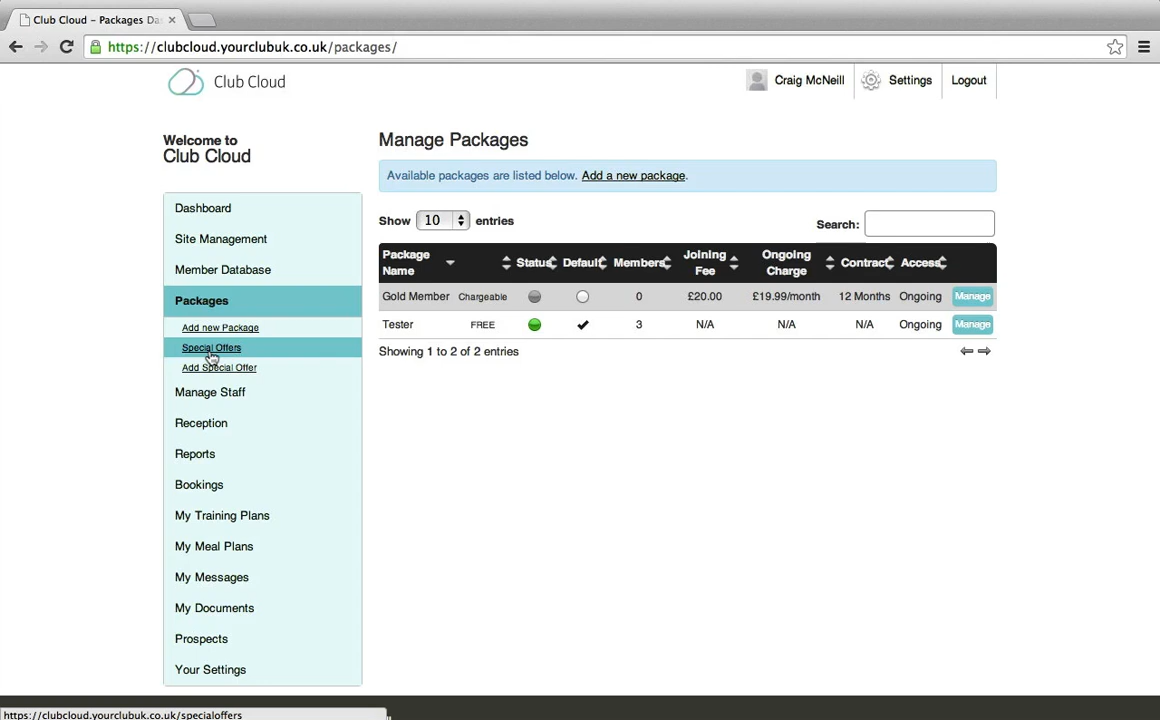 Club Cloud – Packages Da
https://clubcloud.yourclubuk.co.uk/packages/
Club Cloud
Craig McNeill
Settings
Logout
Welcome to
Club Cloud
Dashboard
Site Management
Member Database
Packages
Add new Package
Special Offers
Add Special Offer
Manage Staff
Reception
Reports
Bookings
My Training Plans
My Meal Plans
My Messages
My Documents
Prospects
Your Settings
Manage Packages
Available packages are listed below. Add a new package.
Show 10 entries
Search:
Package Name Status Default Members Joining Fee Ongoing Charge Contract Access
Gold Member Chargeable 0 £20.00 £19.99/month 12 Months Ongoing Manage
Tester FREE 3 N/A N/A N/A Ongoing Manage
Showing 1 to 2 of 2 entries
https://clubcloud.yourclubuk.co.uk/specialoffers